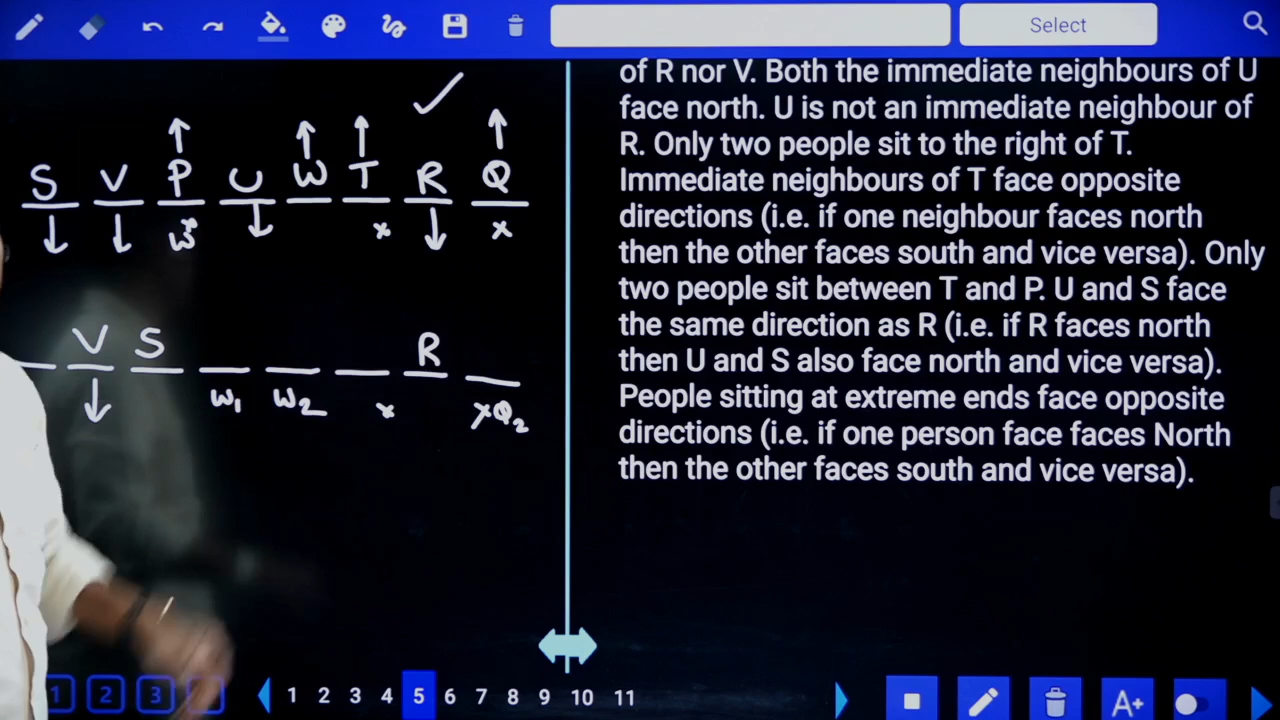 Select
of R nor V. Both the immediate neighbours of U
face north. U is not an immediate neighbour of
R. Only two people sit to the right of T.
Immediate neighbours of T face opposite
directions (i.e. if one neighbour faces north
then the other faces south and vice versa). Only
two people sit between T and P. U and S face
the same direction as R (i.e. if R faces north
then U and S also face north and vice versa).
People sitting at extreme ends face opposite
directions (i.e. if one person face faces North
then the other faces south and vice versa).
S V P U W T R Q
x x
V S R
W1 W2 x xQ2
1 2 3
1 2 3 4 5 6 7 8 9 10 11
A+